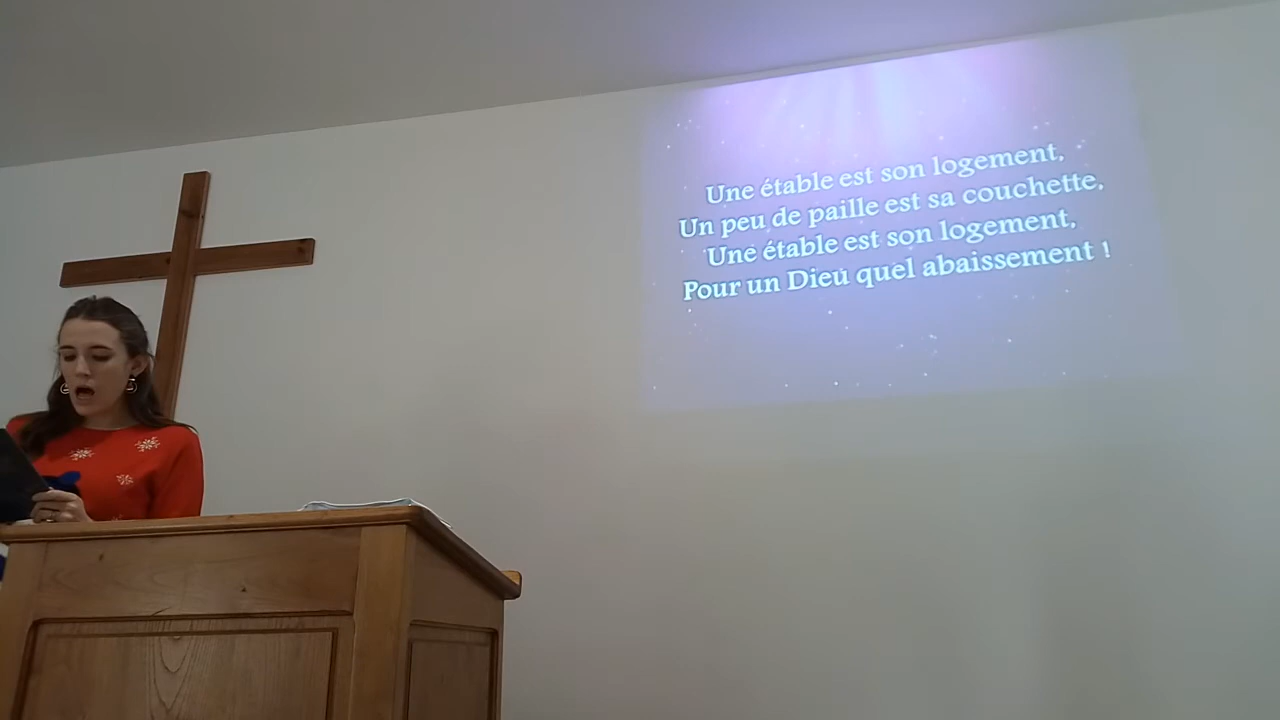 Une étable est son logement,
Un peu de paille est sa couchette,
Une étable est son logement,
Pour un Dieu quel abaissement !